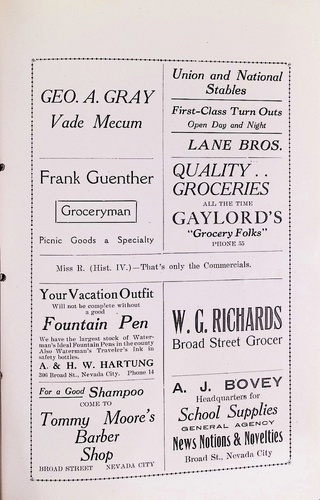 GEO. A. GRAY
Vade Mecum
Union and National
Stables
First-Class Turn Outs
Open Day and Night
LANE BROS.
Frank Guenther
Groceryman
Picnic Goods a Specialty
QUALITY . .
GROCERIES
ALL THE TIME
GAYLORD'S
"Grocery Folks"
PHONE 55
Miss R. (Hist. IV.)—That's only the Commercials.
Your Vacation Outfit
Will not be complete without
a good
Fountain Pen
We have the largest stock of Water-
man's Ideal Fountain Pens in the county
Also Waterman's Traveler's Ink in
safety bottles.
A. & H. W. HARTUNG
206 Broad St., Nevada City. Phone 14
W. G. RICHARDS
Broad Street Grocer
For a Good Shampoo
COME TO
Tommy Moore's
Barber
Shop
BROAD STREET NEVADA CITY
A. J. BOVEY
Headquarters for
School Supplies
GENERAL AGENCY
News Notions & Novelties
Broad St., Nevada City